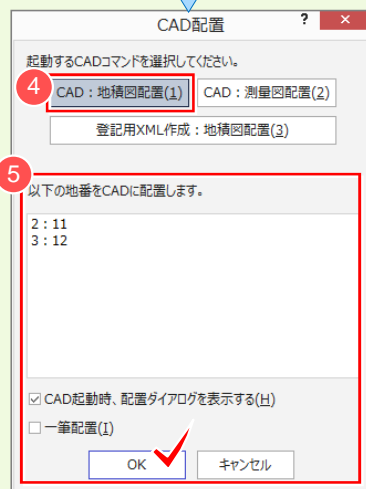 CAD配置 ? ×
起動するCADコマンドを選択してください。
4 CAD：地積図配置(1) CAD：測量図配置(2)
登記用XML作成：地積図配置(3)
5
以下の地番をCADに配置します。
2：11
3：12
CAD起動時、配置ダイアログを表示する(H)
一筆配置(I)
OK キャンセル